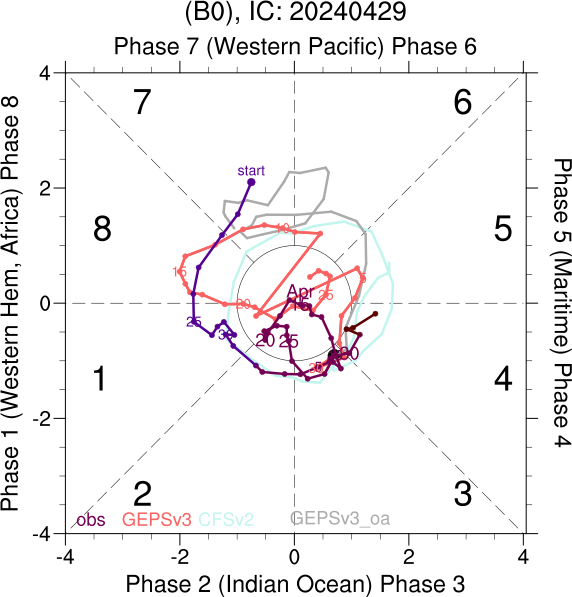 (B0), IC: 20240429
Phase 7 (Western Pacific) Phase 6
4
7
6
Phase 1 (Western Hem, Africa) Phase 8
Phase 5 (Maritime) Phase 4
start
2
8
5
10
15
Apr
25
0
20
15
25
20
25
30
1
4
-2
2
3
obs
GEPSv3
CFSv2
GEPSv3_oa
-4
-4
-2
0
2
4
Phase 2 (Indian Ocean) Phase 3